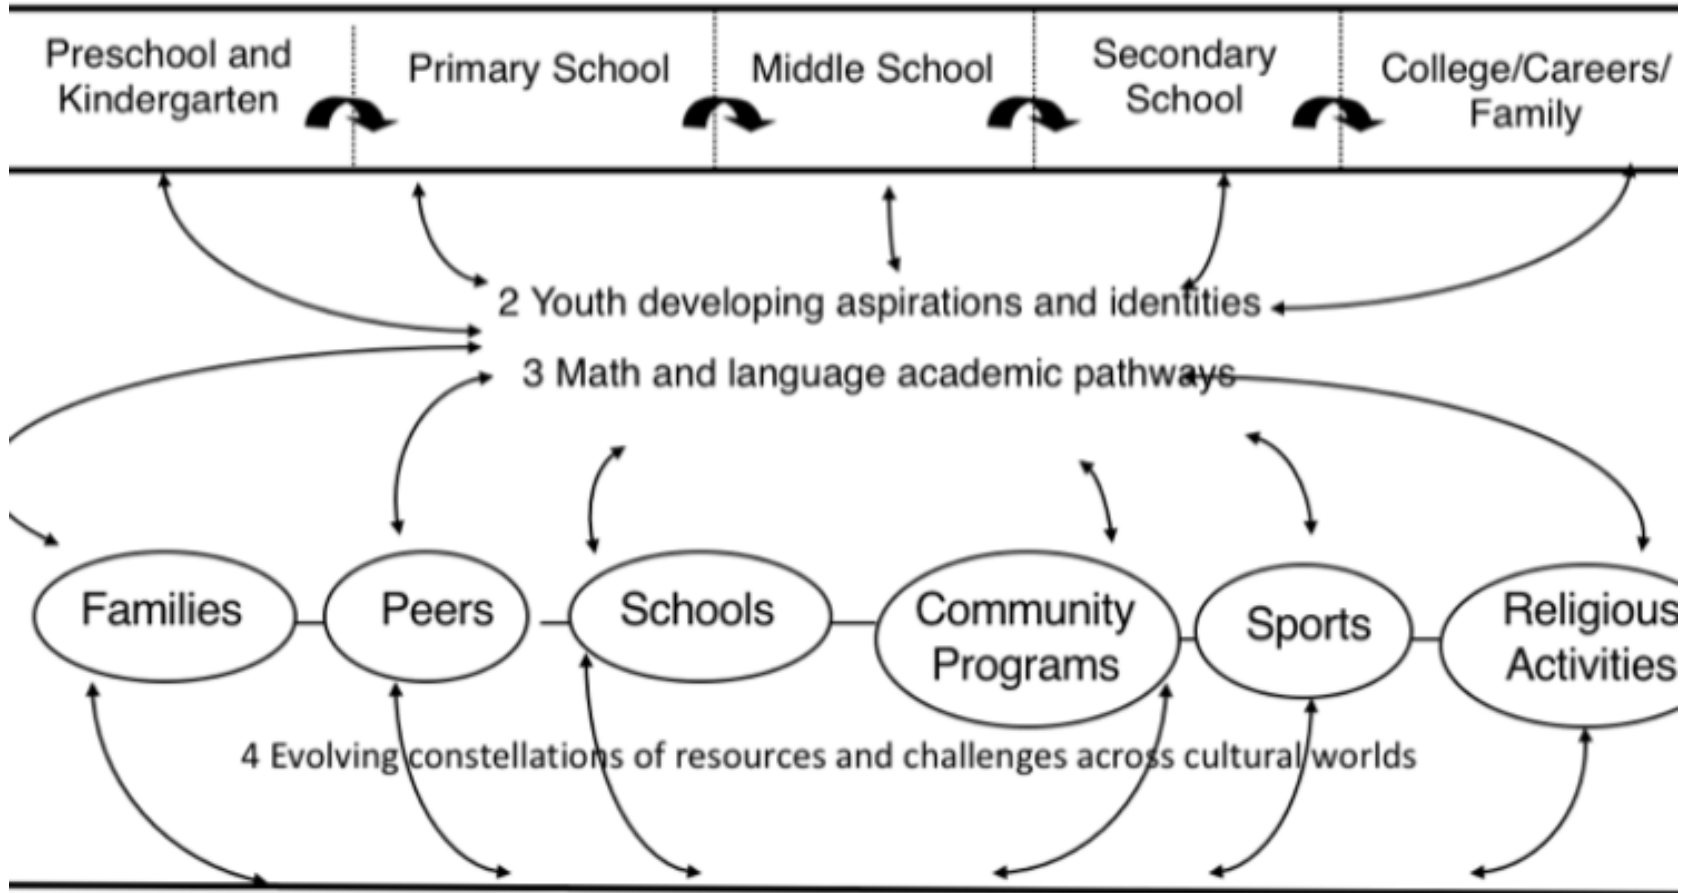 Preschool and
Kindergarten
Primary School
Middle School
Secondary
School
College/Careers/
Family
2 Youth developing aspirations and identities
3 Math and language academic pathways
Families
Peers
Schools
Community
Programs
Sports
Religious
Activities
4 Evolving constellations of resources and challenges across cultural worlds